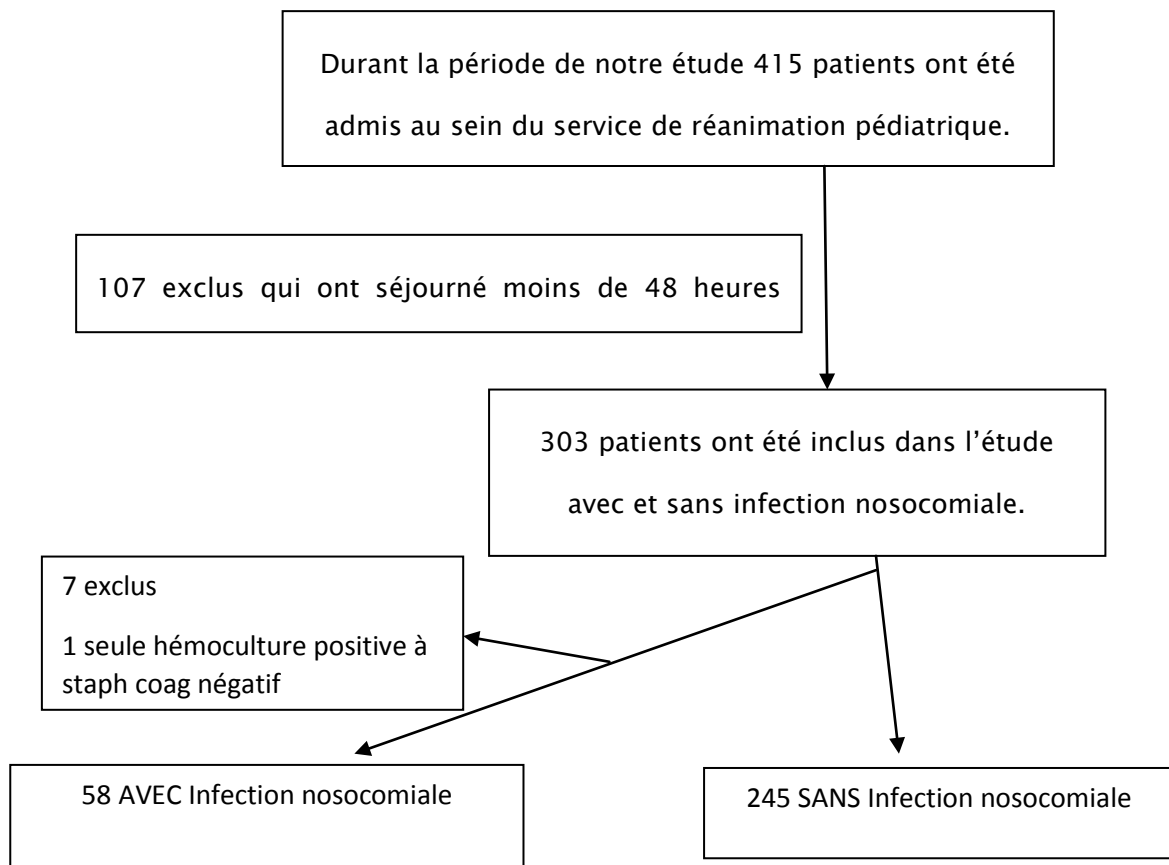 Durant la période de notre étude 415 patients ont été
admis au sein du service de réanimation pédiatrique.
107 exclus qui ont séjourné moins de 48 heures
303 patients ont été inclus dans l’étude
avec et sans infection nosocomiale.
7 exclus
1 seule hémoculture positive à
staph coag négatif
58 AVEC Infection nosocomiale
245 SANS Infection nosocomiale